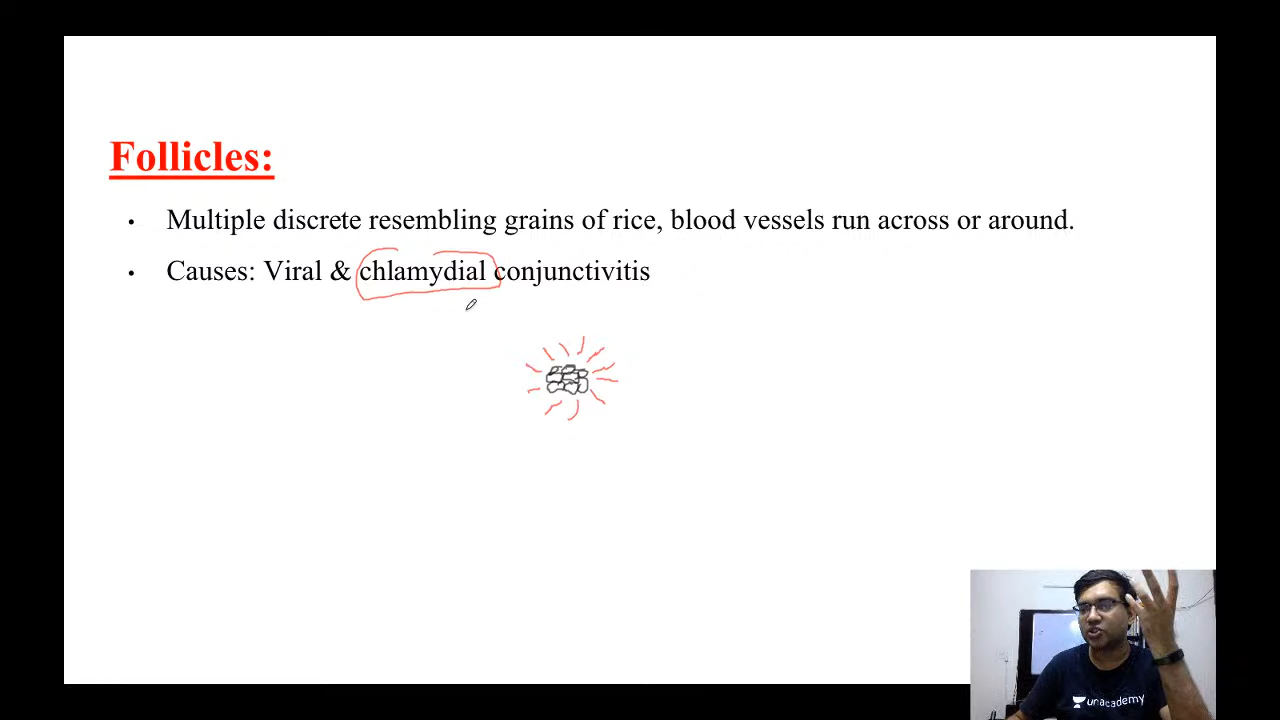 Follicles:
• Multiple discrete resembling grains of rice, blood vessels run across or around.
• Causes: Viral & chlamydial conjunctivitis
unacademy